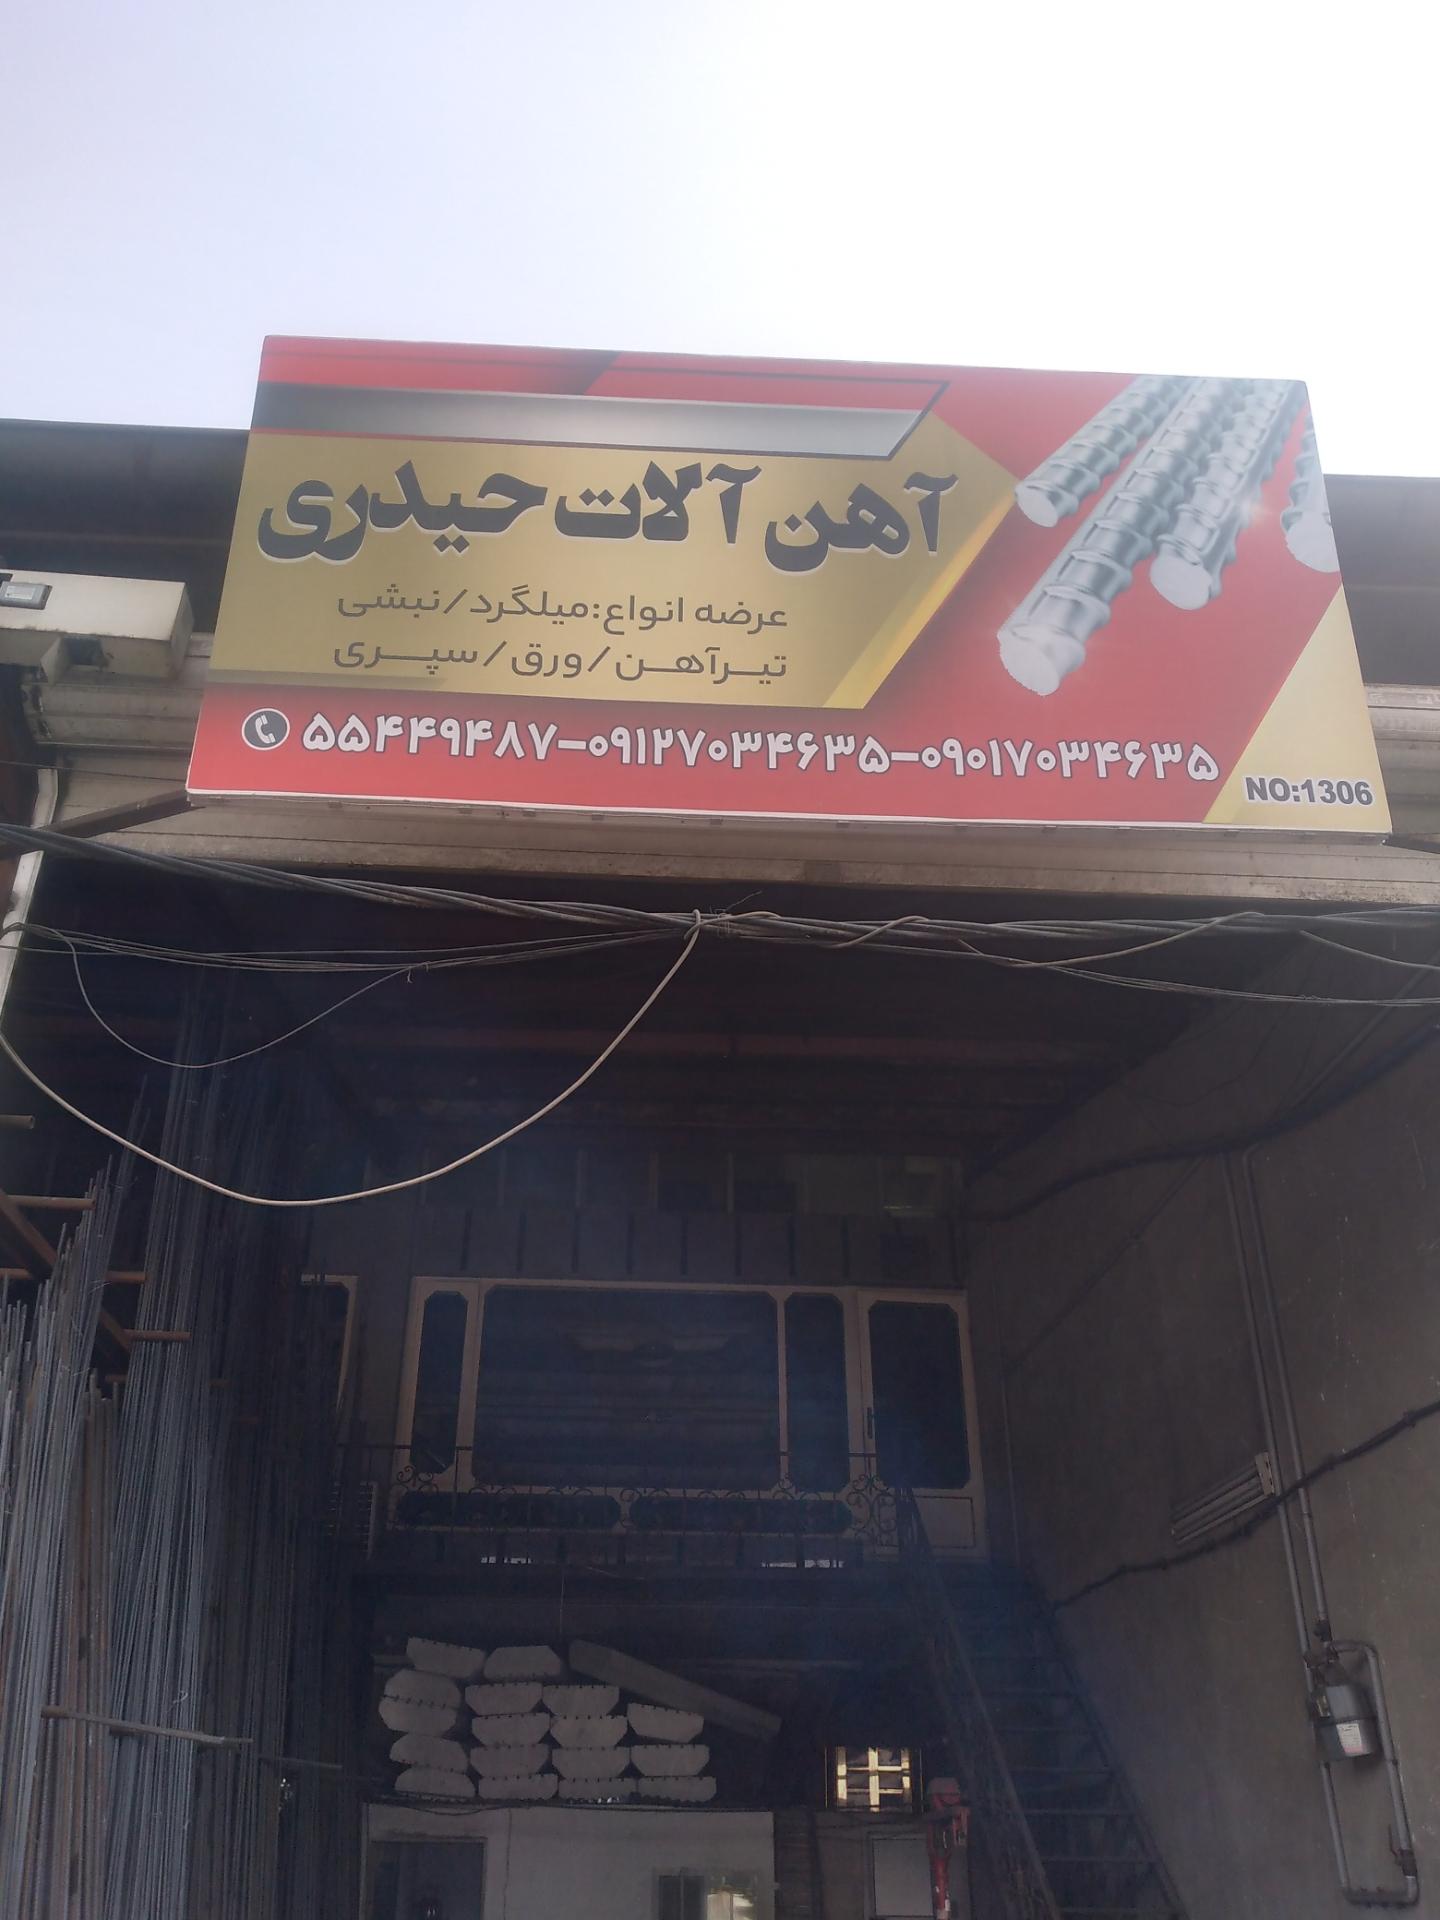 آهن آلات حیدری
عرضه انواع:میلگرد/نبشی
تیرآهن/ورق/سپری
۵۵۴۴۹۴۸۷-۰۹۱۲۷۰۳۴۶۳۵-۰۹۰۱۷۰۳۴۶۳۵
NO:1306